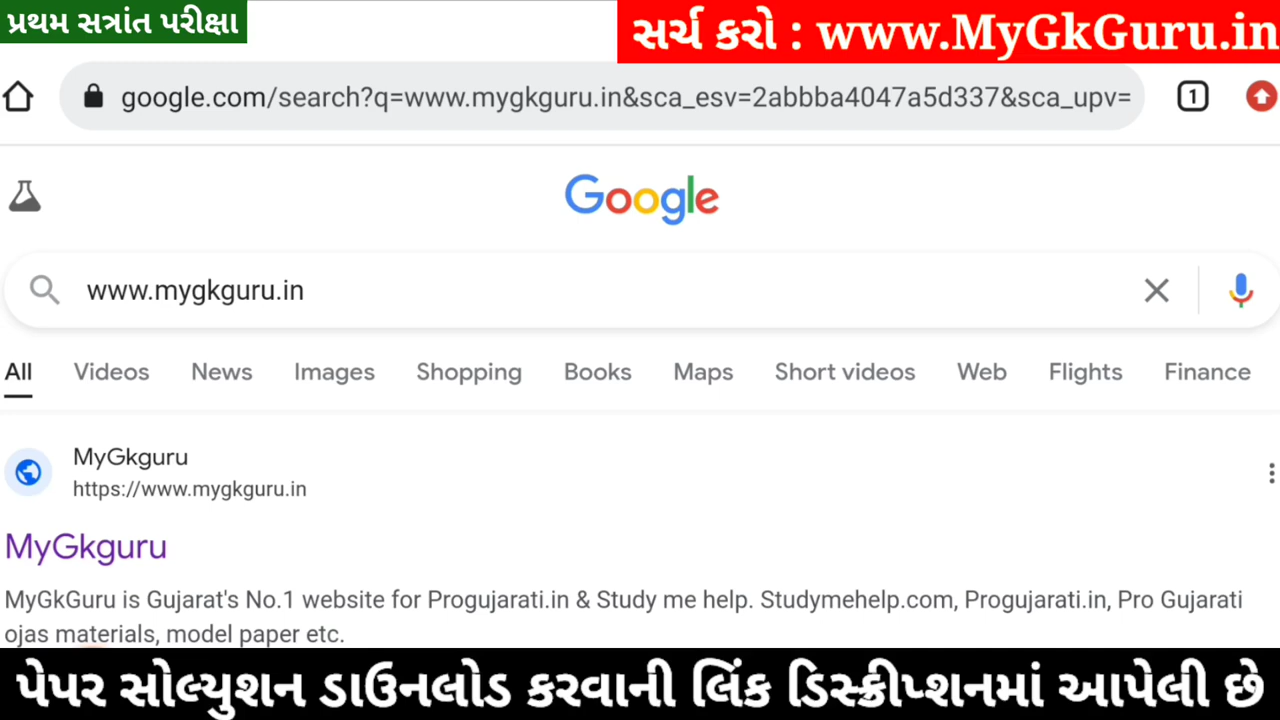 પ્રથમ સત્રાંત પરીક્ષા
સર્ચ કરો : www.MyGkGuru.in
google.com/search?q=www.mygkguru.in&sca_esv=2abbba4047a5d337&sca_upv=
1
Google
www.mygkguru.in
All Videos News Images Shopping Books Maps Short videos Web Flights Finance
MyGkguru
https://www.mygkguru.in
MyGkguru
MyGkGuru is Gujarat's No.1 website for Progujarati.in & Study me help. Studymehelp.com, Progujarati.in, Pro Gujarati
ojas materials, model paper etc.
પેપર સોલ્યુશન ડાઉનલોડ કરવાની લિંક ડિસ્ક્રીપ્શનમાં આપેલી છે